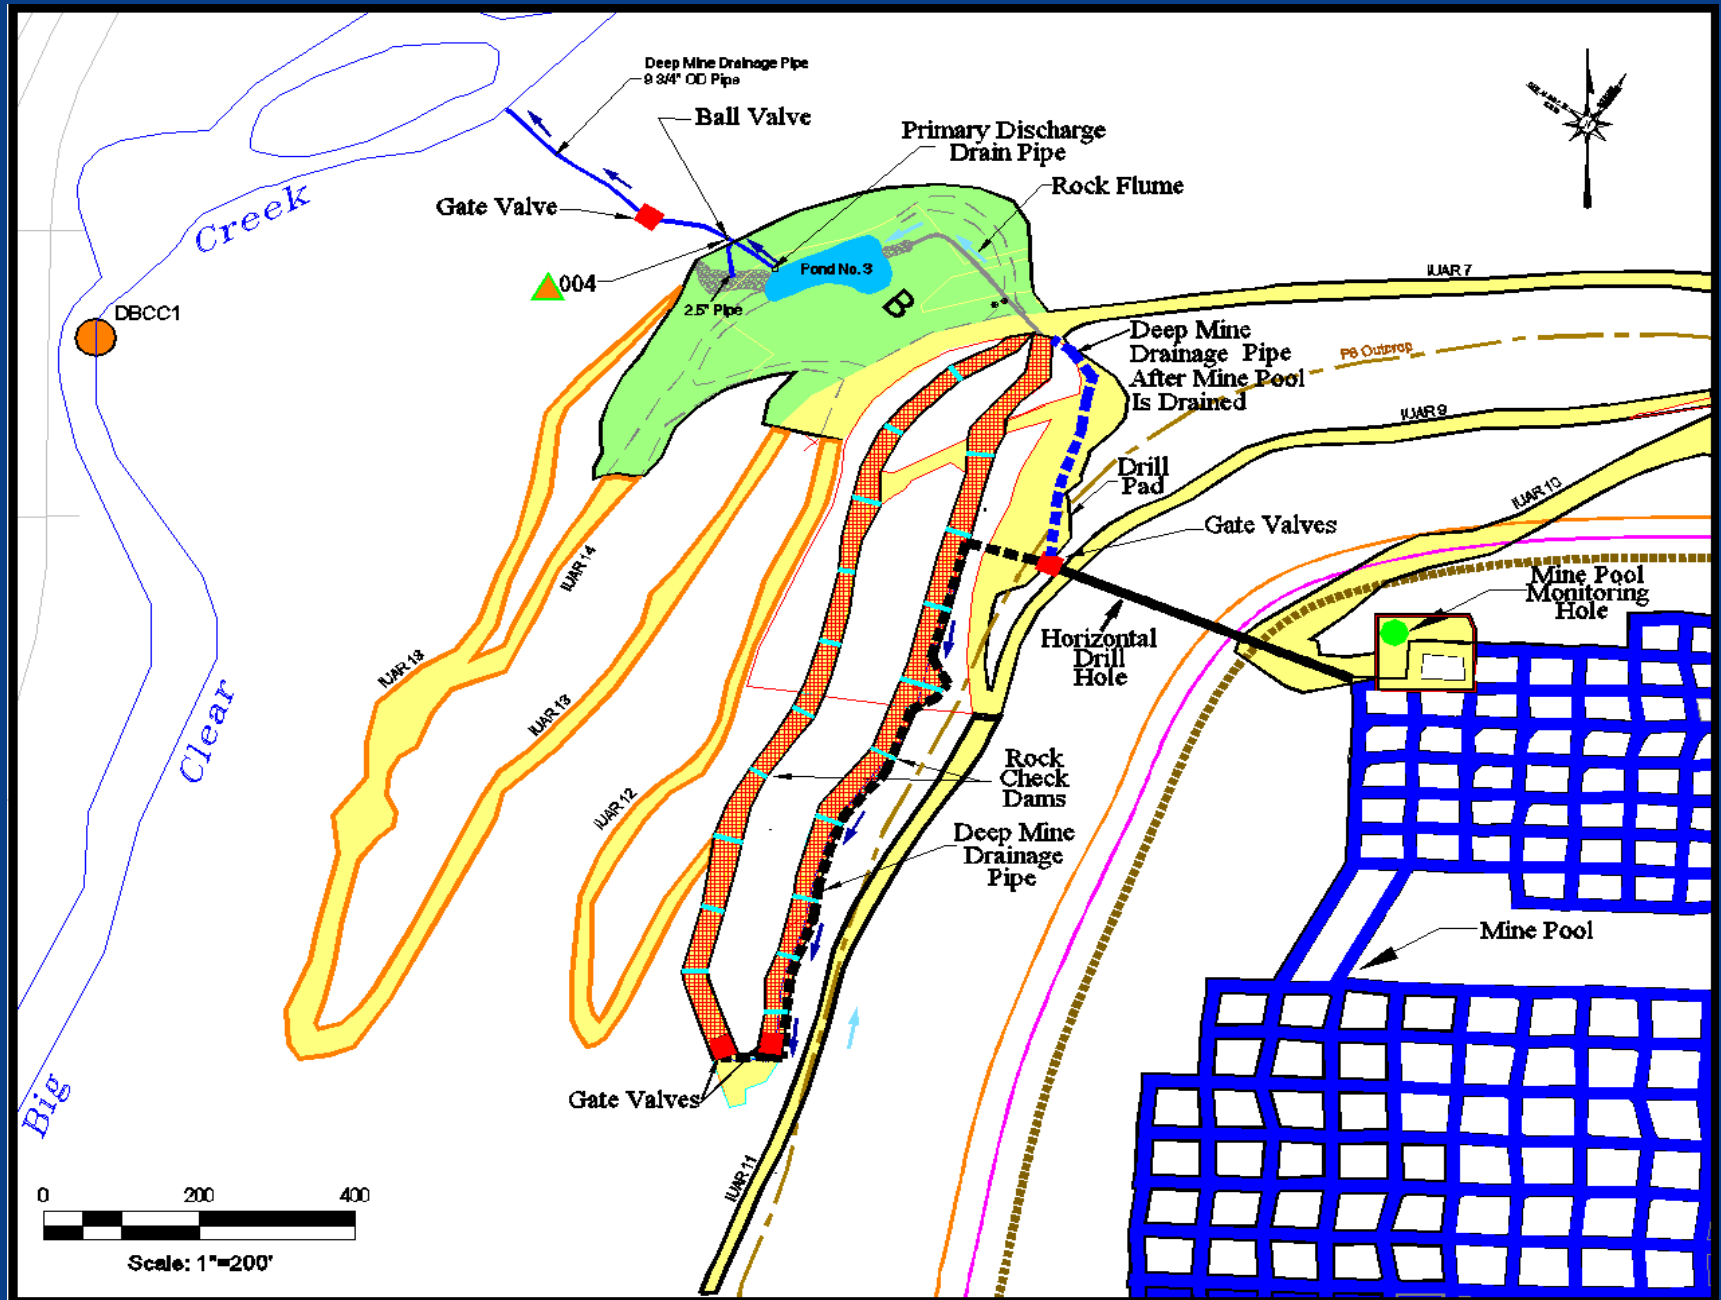 Deep Mine Drainage Pipe
9 3/4" OD Pipe
Ball Valve
Primary Discharge
Drain Pipe
Rock Flume
Gate Valve
Creek
Pond No. 3
004
2.5" Pipe
B
DBCC1
IUAR 7
Deep Mine
Drainage Pipe
After Mine Pool
Is Drained
P6 Outcrop
IUAR 9
Drill
Pad
IUAR 10
Gate Valves
IUAR 14
Mine Pool
Monitoring
Hole
Horizontal
Drill
Hole
IUAR 18
IUAR 13
Clear
Rock
Check
Dams
IUAR 12
Deep Mine
Drainage
Pipe
Mine Pool
Big
Gate Valves
IUAR 11
0 200 400
Scale: 1"=200'